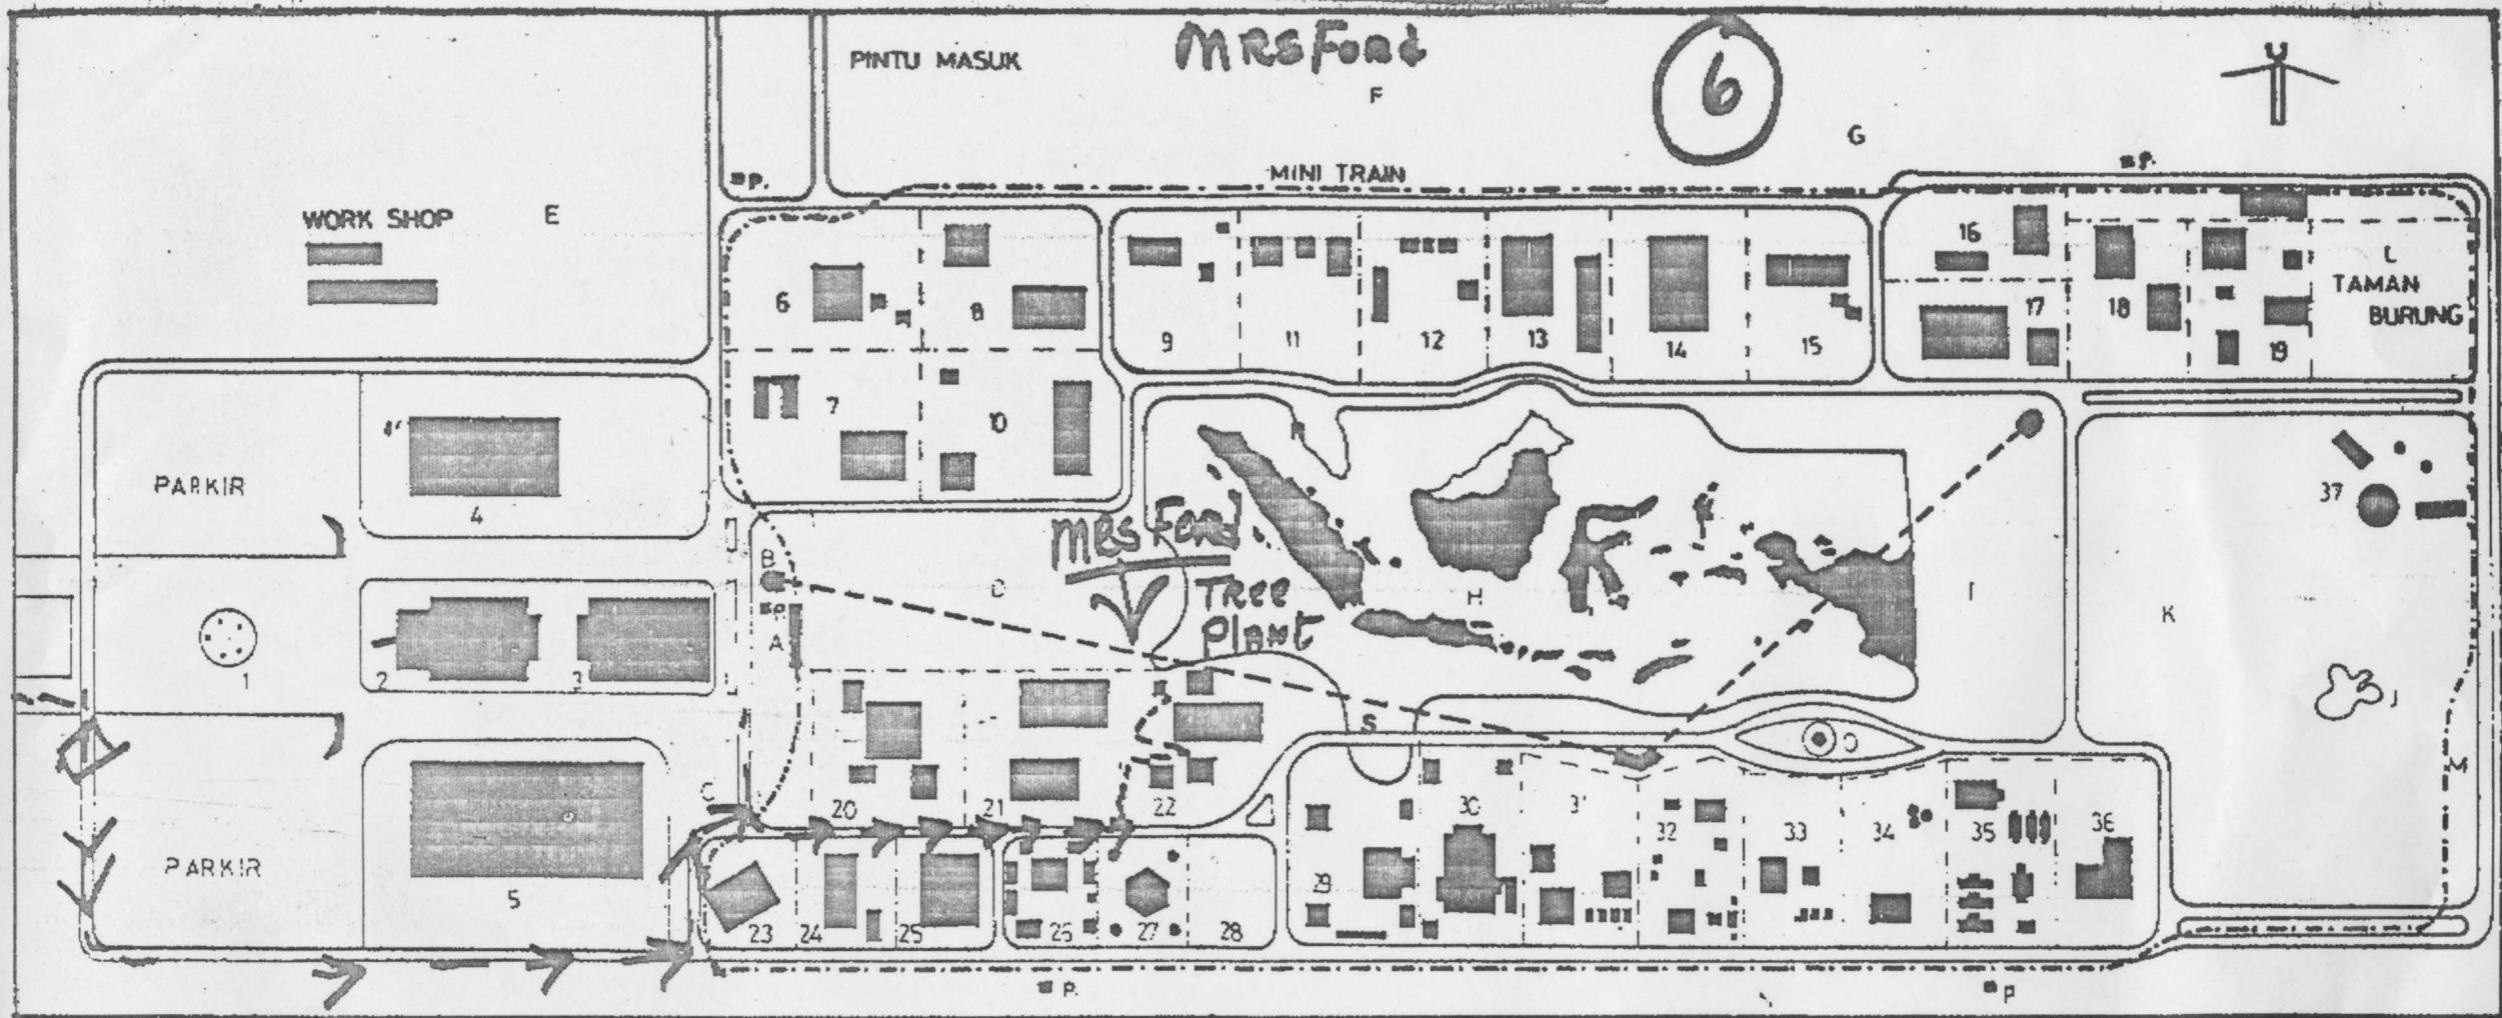 PINTU MASUK
MRS Ford
F
6
G
MINI TRAIN
P.
P.
WORK SHOP
E
6
8
9
11
12
13
14
15
16
17
18
19
L
TAMAN
BURUNG
7
10
PARKIR
4
37
B
MRS Ford
D
TREE
Plant
H
I
K
P
A
1
2
3
S
O
J
M
C
20
21
22
PARKIR
5
23
24
25
26
27
28
29
30
31
32
33
34
35
36
P.
P